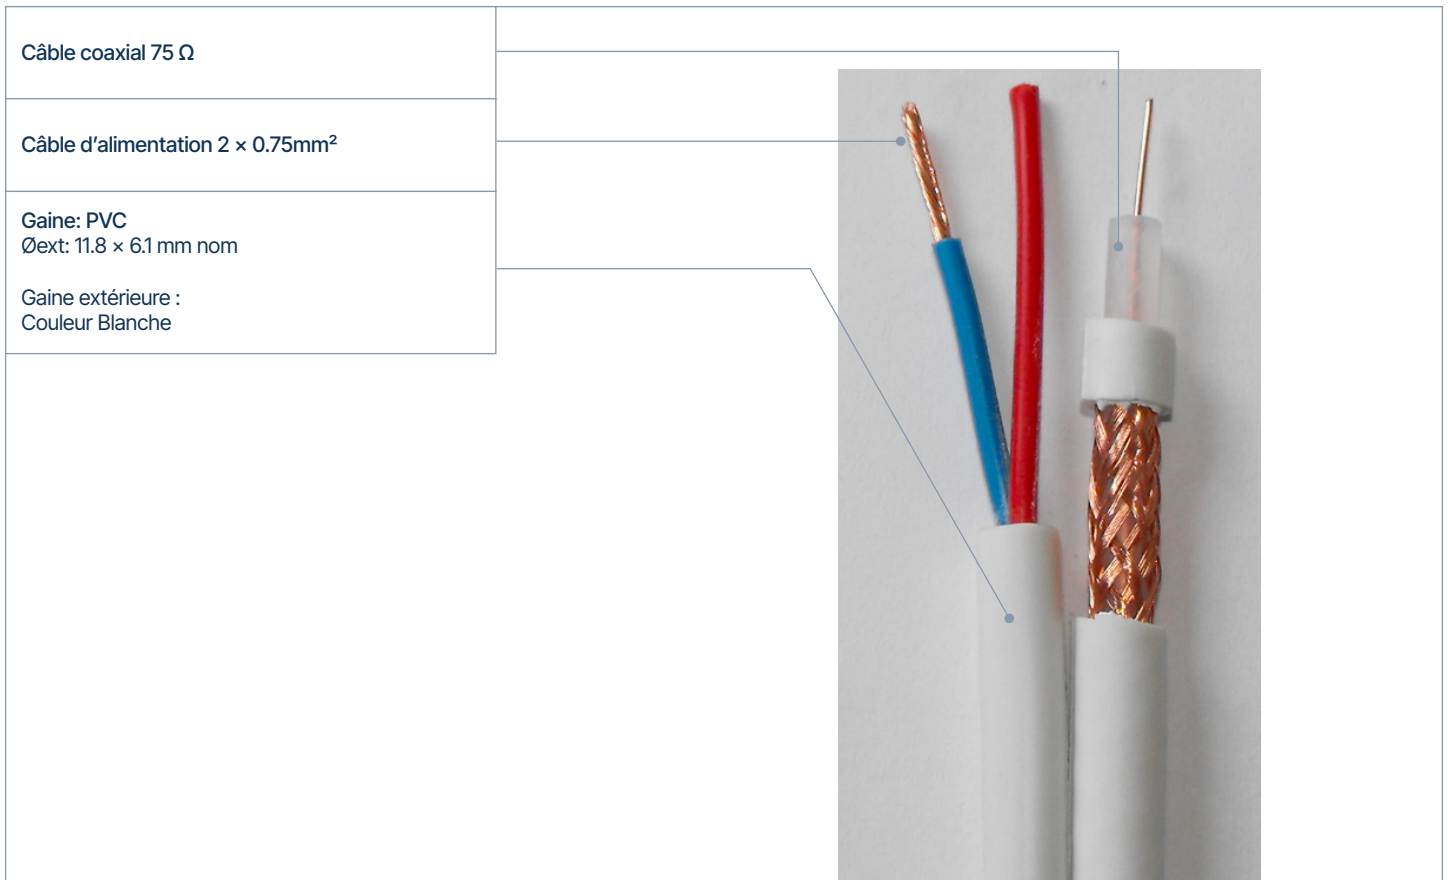 Câble coaxial 75 Ω
Câble d’alimentation 2 × 0.75mm²
Gaine: PVC
Øext: 11.8 × 6.1 mm nom
Gaine extérieure :
Couleur Blanche